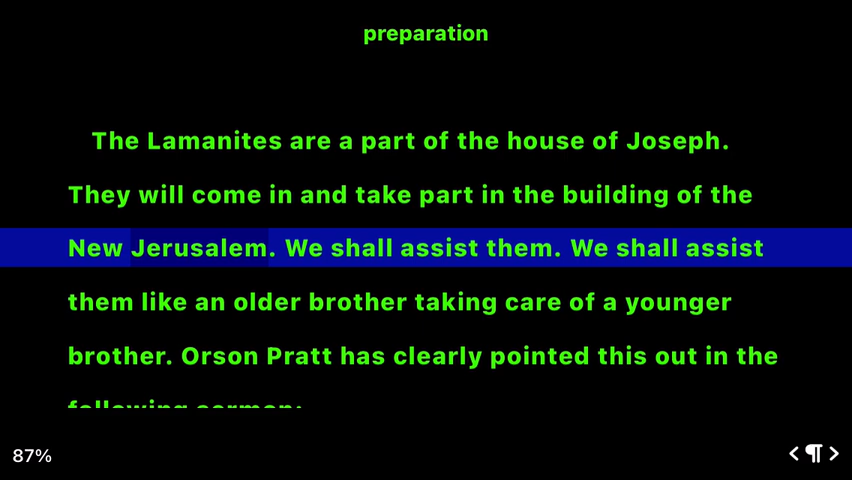 preparation
The Lamanites are a part of the house of Joseph.
They will come in and take part in the building of the
New Jerusalem. We shall assist them. We shall assist
them like an older brother taking care of a younger
brother. Orson Pratt has clearly pointed this out in the
following sermon:
87%
< ¶ >